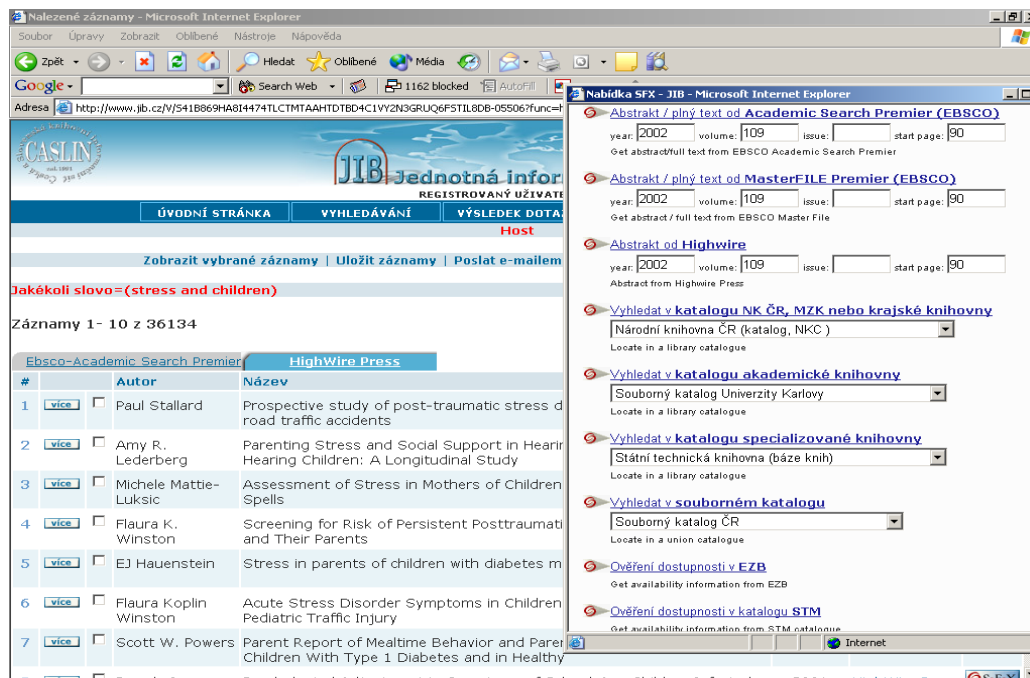 Nalezené záznamy - Microsoft Internet Explorer
Soubor Úpravy Zobrazit Oblíbené Nástroje Nápověda
Zpět Hledat Oblíbené Média
Google Search Web 1162 blocked AutoFill
Adresa http://www.jib.cz/V/S41B869HA8I4474TLCTMTAAHTDTBD4C1VY2N3GRUQ6FSTIL8DB-05506?func=h
CASLIN
JIB Jednotná infor
REGISTROVANÝ UŽIVATE
ÚVODNÍ STRÁNKA VYHLEDÁVÁNÍ VÝSLEDEK DOTA
Host
Zobrazit vybrané záznamy | Uložit záznamy | Poslat e-mailem
Jakékoli slovo=(stress and children)
Záznamy 1- 10 z 36134
Ebsco-Academic Search Premier HighWire Press
# Autor Název
1 více Paul Stallard Prospective study of post-traumatic stress d
road traffic accidents
2 více Amy R. Lederberg Parenting Stress and Social Support in Hearin
Hearing Children: A Longitudinal Study
3 více Michele Mattie-Luksic Assessment of Stress in Mothers of Children
Spells
4 více Flaura K. Winston Screening for Risk of Persistent Posttraumati
and Their Parents
5 více EJ Hauenstein Stress in parents of children with diabetes m
6 více Flaura Koplin Winston Acute Stress Disorder Symptoms in Children
Pediatric Traffic Injury
7 více Scott W. Powers Parent Report of Mealtime Behavior and Paren
Children With Type 1 Diabetes and in Healthy
Nabídka SFX - JIB - Microsoft Internet Explorer
Abstrakt / plný text od Academic Search Premier (EBSCO)
year: 2002 volume: 109 issue: start page: 90
Get abstract/full text from EBSCO Academic Search Premier
Abstrakt / plný text od MasterFILE Premier (EBSCO)
year: 2002 volume: 109 issue: start page: 90
Get abstract / full text from EBSCO Master File
Abstrakt od Highwire
year: 2002 volume: 109 issue: start page: 90
Abstract from Highwire Press
Vyhledat v katalogu NK ČR, MZK nebo krajské knihovny
Národní knihovna ČR (katalog, NKC )
Locate in a library catalogue
Vyhledat v katalogu akademické knihovny
Souborný katalog Univerzity Karlovy
Locate in a library catalogue
Vyhledat v katalogu specializované knihovny
Státní technická knihovna (báze knih)
Locate in a library catalogue
Vyhledat v souborném katalogu
Souborný katalog ČR
Locate in a union catalogue
Ověření dostupnosti v EZB
Get availability information from EZB
Ověření dostupnosti v katalogu STM
Get availability information from STM catalogue
Internet